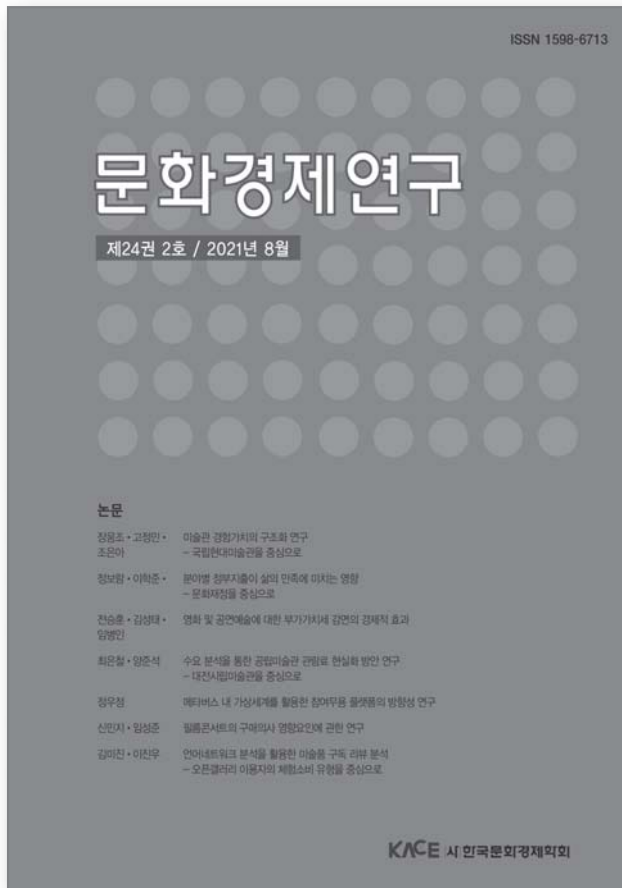 ISSN 1598-6713
문화경제연구
제24권 2호 / 2021년 8월
논문
장웅조・고정민・ 미술관 경험가치의 구조화 연구
조은아 - 국립현대미술관을 중심으로
정보람・이학준・ 분야별 정부지출이 삶의 만족에 미치는 영향
- 문화재정을 중심으로
전승훈・김성태・ 영화 및 공연예술에 대한 부가가치세 감면의 경제적 효과
임병인
최은철・양준석 수요 분석을 통한 공립미술관 관람료 현실화 방안 연구
- 대전시립미술관을 중심으로
정우정 메타버스 내 가상세계를 활용한 참여무용 플랫폼의 방향성 연구
신민지・임성준 필름콘서트의 구매의사 영향요인에 관한 연구
김미진・이진우 언어네트워크 분석을 활용한 미술품 구독 리뷰 분석
- 오픈갤러리 이용자의 체험소비 유형을 중심으로
KACE 사 한국문화경제학회